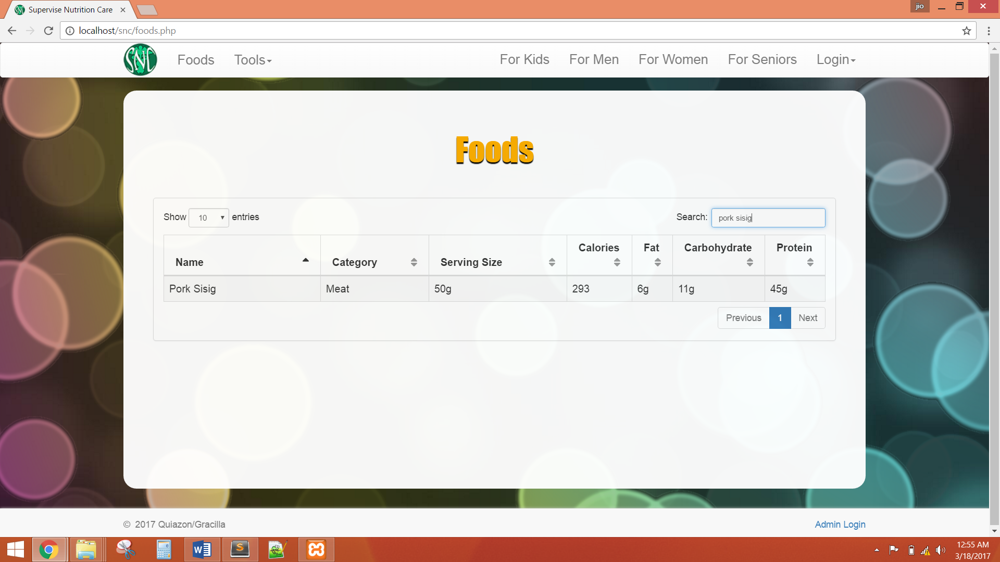 Supervise Nutrition Care
jio
localhost/snc/foods.php
SNC Foods Tools For Kids For Men For Women For Seniors Login
Foods
Show 10 entries Search: pork sisig
Name Category Serving Size Calories Fat Carbohydrate Protein
Pork Sisig Meat 50g 293 6g 11g 45g
Previous 1 Next
© 2017 Quiazon/Gracilla Admin Login
12:55 AM
3/18/2017